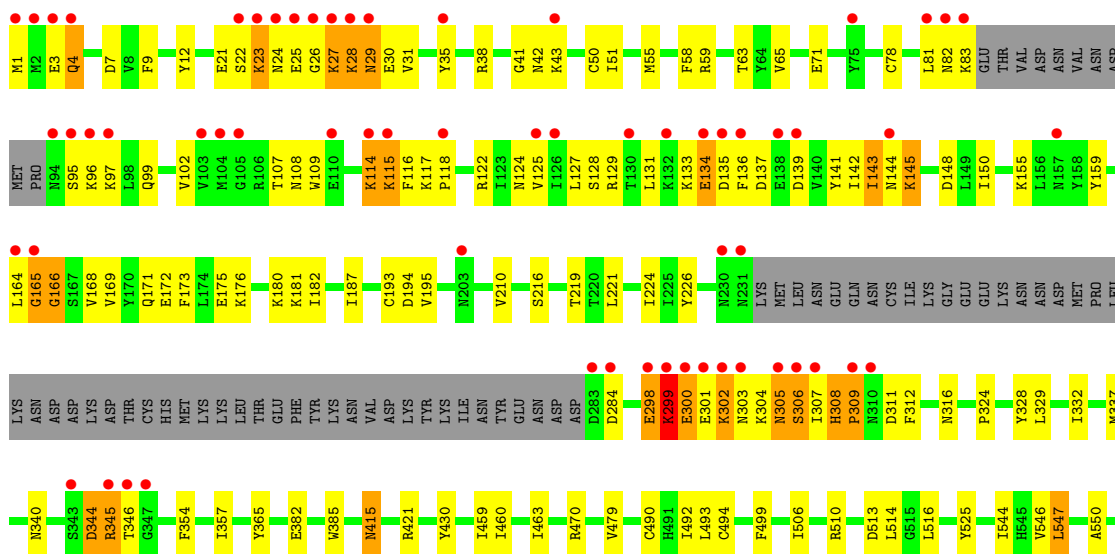 M1 M2 E3 Q4 D7 V8 F9 Y12 E21 S22 K23 N24 E25 G26 K27 K28 N29 E30 V31 Y35 R38 G41 N42 K43 C50 I51 M55 F58 R59 T63 Y64 V65 E71 Y75 C78 L81 N82 K83 GLU THR VAL ASP ASN VAL ASN ASP
MET PRO N94 S95 K96 K97 L98 Q99 V102 V103 M104 G105 R106 T107 N108 W109 E110 K114 K115 F116 K117 P118 R122 I123 N124 V125 I126 L127 S128 R129 T130 L131 K132 K133 E134 D135 F136 D137 E138 D139 V140 Y141 I142 I143 N144 K145 D148 L149 I150 K155 L156 N157 Y158 Y159
L164 G165 G166 S167 V168 V169 Y170 Q171 E172 F173 L174 E175 K176 K180 K181 I182 I187 C193 D194 V195 N203 V210 S216 T219 T220 L221 I224 I225 Y226 N230 N231 LYS MET LEU ASN GLU GLN ASN CYS ILE LYS GLY GLU GLU LYS ASN ASN ASP MET PRO LEU
LYS ASN ASP ASP LYS ASP THR CYS HIS MET LYS LYS LEU THR GLU PHE TYR LYS ASN VAL ASP LYS TYR LYS ILE ASN TYR GLU ASN ASP ASP D283 D284 E298 K299 E300 E301 K302 N303 K304 N305 S306 I307 H308 P309 N310 D311 F312 N316 P324 Y328 L329 I332 M337
N340 S343 D344 R345 T346 G347 F354 I357 Y365 E382 W385 N415 R421 Y430 I459 I460 I463 R470 V479 C490 H491 I492 L493 C494 F499 I506 R510 D513 L514 G515 L516 Y525 I544 H545 V546 L547 A550